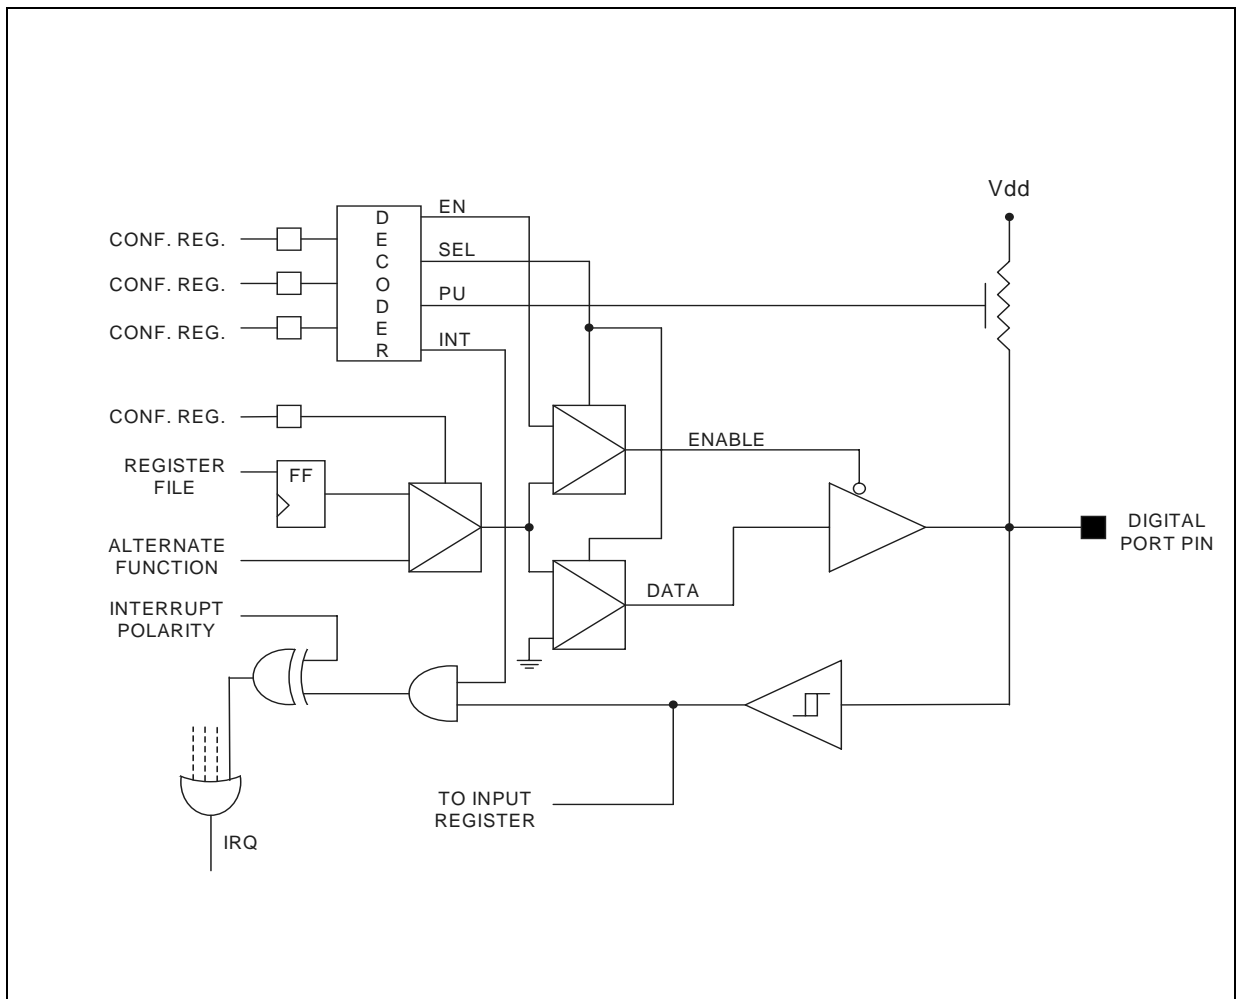 Vdd
D
E
C
O
D
E
R
EN
SEL
PU
INT
CONF. REG.
CONF. REG.
CONF. REG.
CONF. REG.
REGISTER
FILE
FF
ENABLE
ALTERNATE
FUNCTION
DIGITAL
PORT PIN
INTERRUPT
POLARITY
DATA
TO INPUT
REGISTER
IRQ